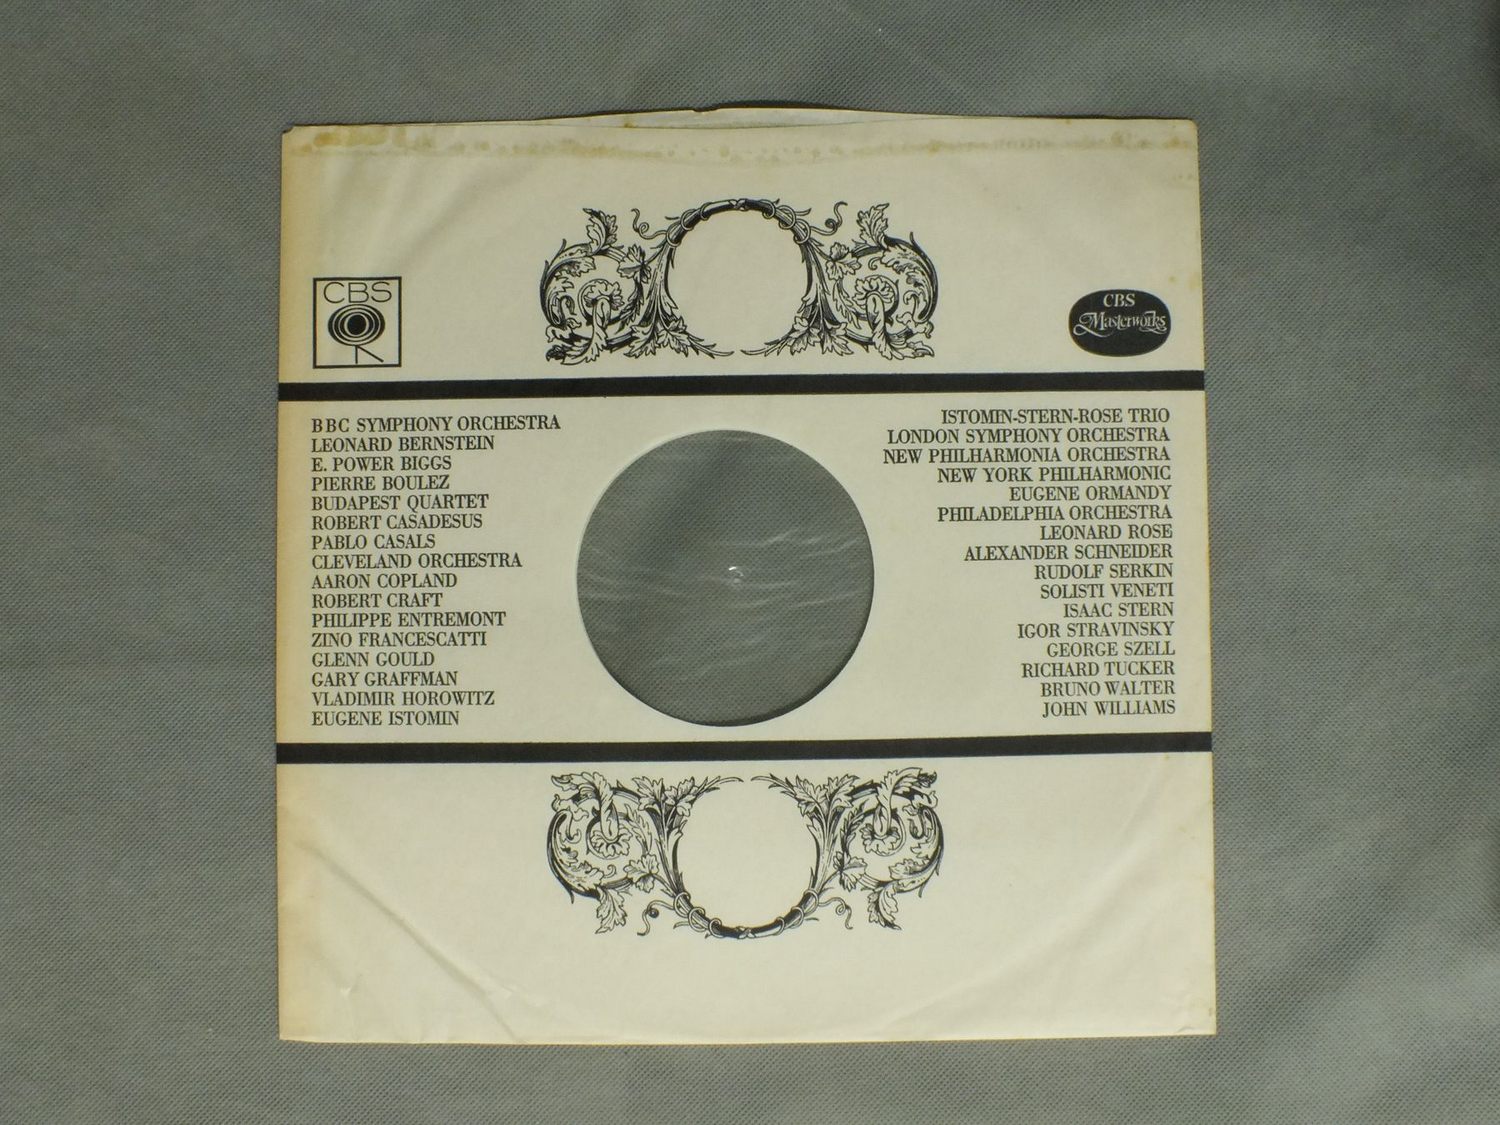 CBS
CBS
Masterworks
BBC SYMPHONY ORCHESTRA
LEONARD BERNSTEIN
E. POWER BIGGS
PIERRE BOULEZ
BUDAPEST QUARTET
ROBERT CASADESUS
PABLO CASALS
CLEVELAND ORCHESTRA
AARON COPLAND
ROBERT CRAFT
PHILIPPE ENTREMONT
ZINO FRANCESCATTI
GLENN GOULD
GARY GRAFFMAN
VLADIMIR HOROWITZ
EUGENE ISTOMIN
ISTOMIN-STERN-ROSE TRIO
LONDON SYMPHONY ORCHESTRA
NEW PHILHARMONIA ORCHESTRA
NEW YORK PHILHARMONIC
EUGENE ORMANDY
PHILADELPHIA ORCHESTRA
LEONARD ROSE
ALEXANDER SCHNEIDER
RUDOLF SERKIN
SOLISTI VENETI
ISAAC STERN
IGOR STRAVINSKY
GEORGE SZELL
RICHARD TUCKER
BRUNO WALTER
JOHN WILLIAMS